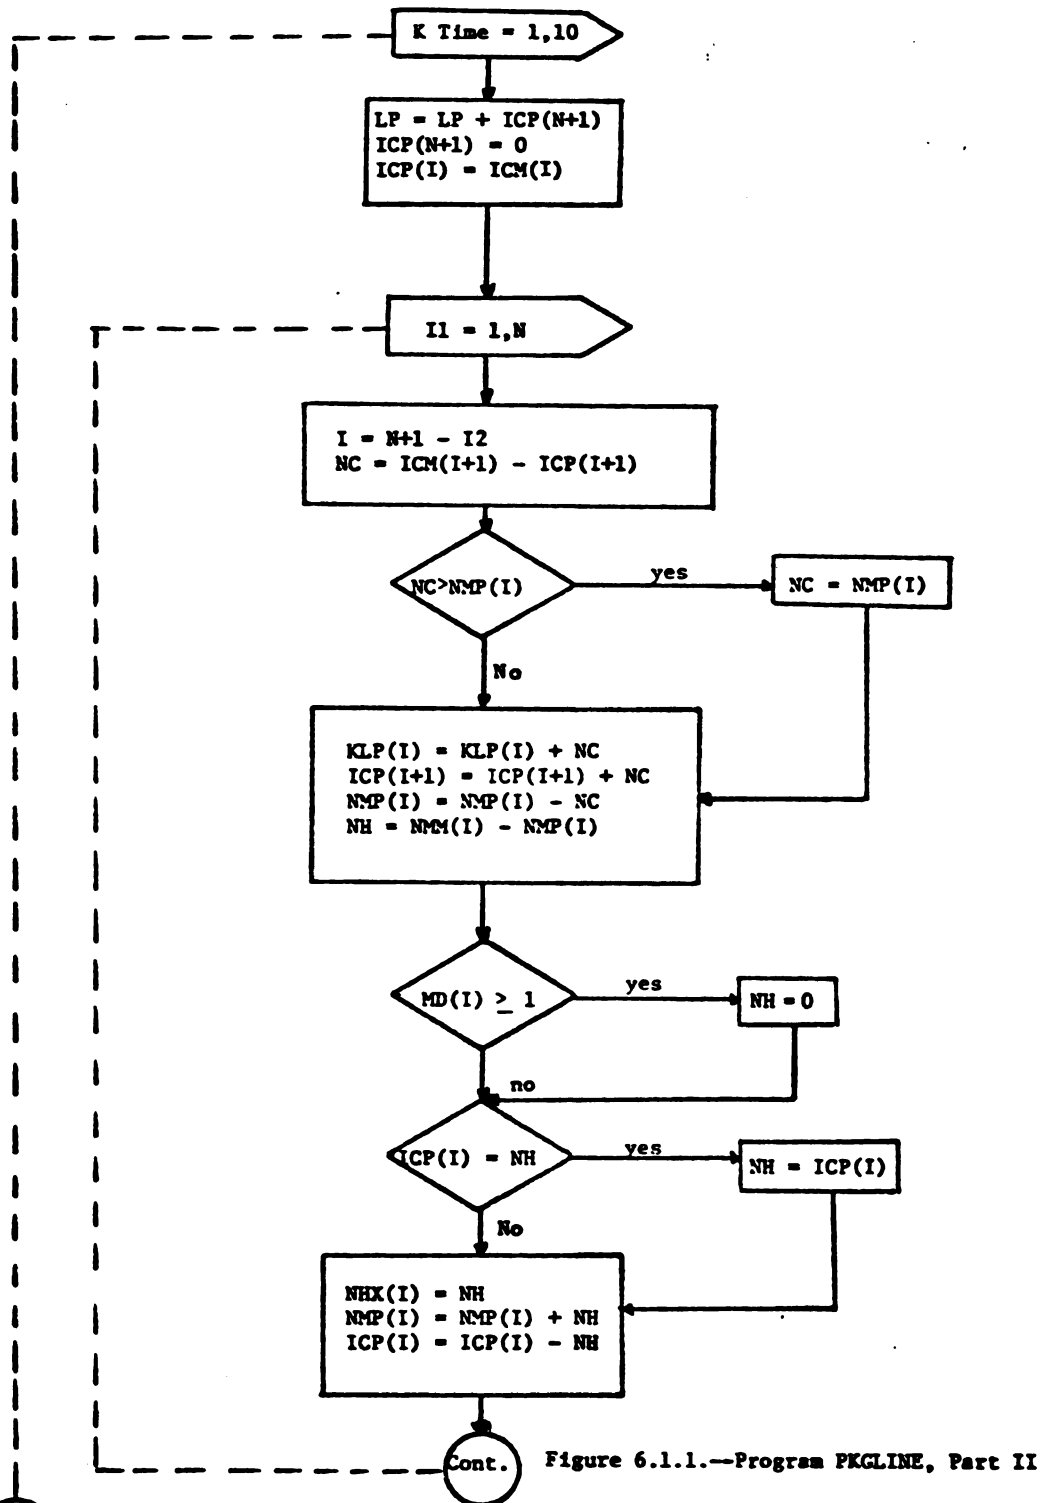 K Time = 1,10
LP = LP + ICP(N+1)
ICP(N+1) = 0
ICP(I) = ICM(I)
I1 = 1,N
I = N+1 - I2
NC = ICM(I+1) - ICP(I+1)
NC>NMP(I)
yes
NC = NMP(I)
No
KLP(I) = KLP(I) + NC
ICP(I+1) = ICP(I+1) + NC
NMP(I) = NMP(I) - NC
NH = NMM(I) - NMP(I)
MD(I) ≥ 1
yes
NH = 0
no
ICP(I) = NH
yes
NH = ICP(I)
No
NHX(I) = NH
NMP(I) = NMP(I) + NH
ICP(I) = ICP(I) - NH
Cont.
Figure 6.1.1.--Program PKGLINE, Part II